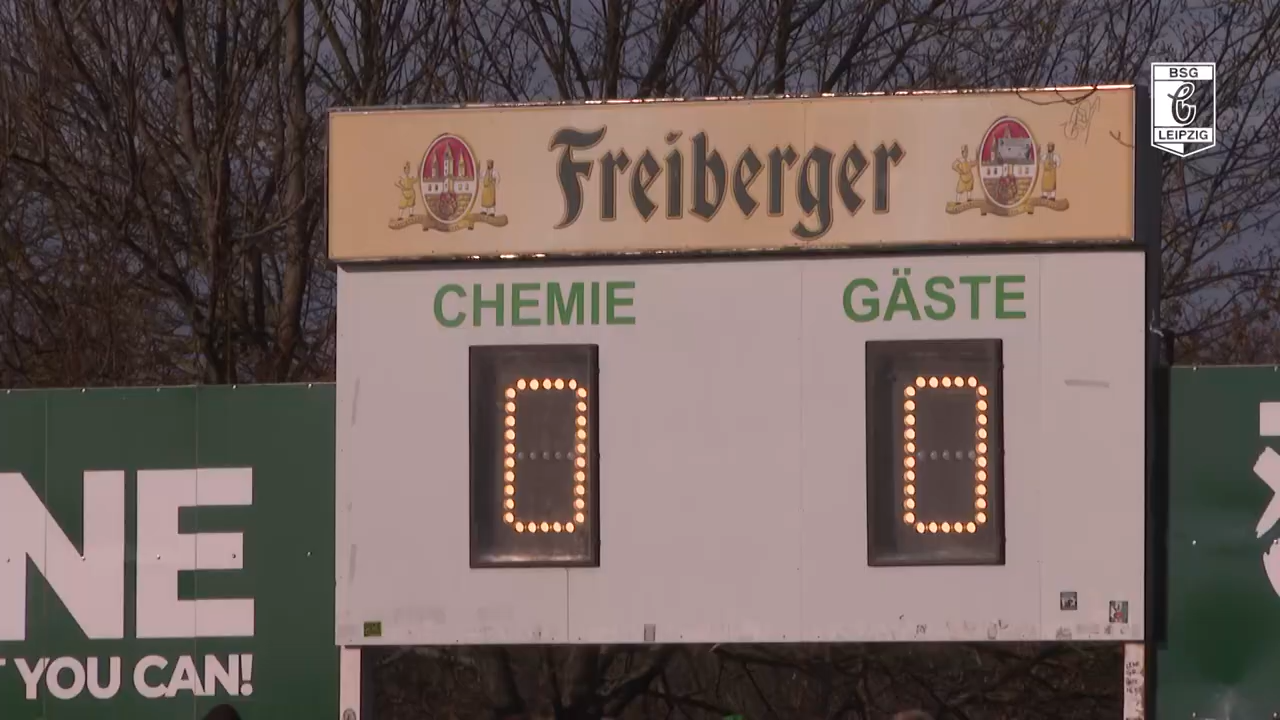 BSG
LEIPZIG
Freiberger
CHEMIE GÄSTE
0 0
NE
YOU CAN!